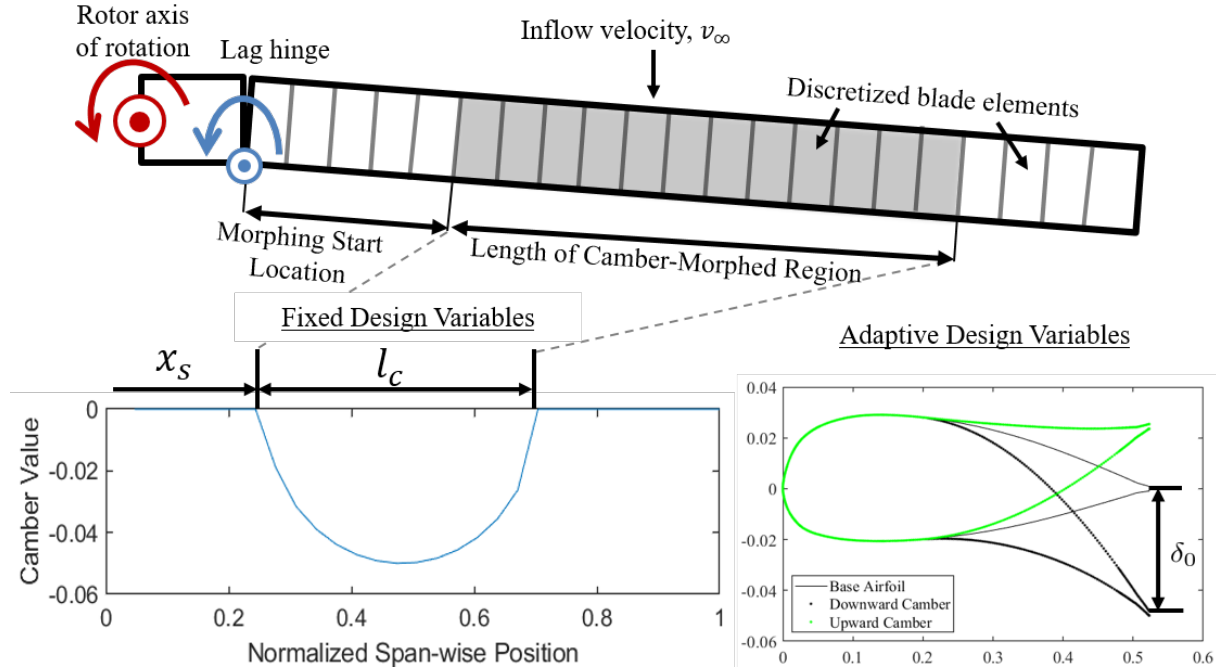 Rotor axis
of rotation
Lag hinge
Inflow velocity, v∞
Discretized blade elements
Morphing Start
Location
Length of Camber-Morphed Region
Fixed Design Variables
Adaptive Design Variables
x_s
l_c
0
-0.02
-0.04
-0.06
Camber Value
0
0.2
0.4
0.6
0.8
1
Normalized Span-wise Position
0.04
0.02
0
-0.02
-0.04
-0.06
δ₀
Base Airfoil
Downward Camber
Upward Camber
0
0.1
0.2
0.3
0.4
0.5
0.6